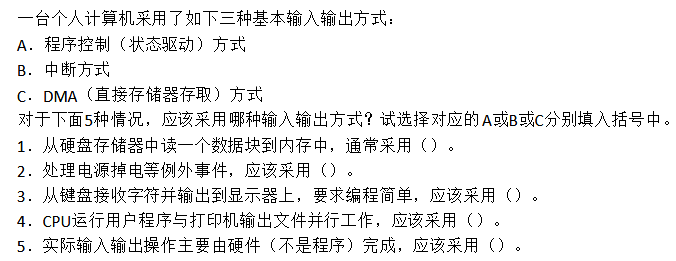 一台个人计算机采用了如下三种基本输入输出方式：
A．程序控制（状态驱动）方式
B．中断方式
C．DMA（直接存储器存取）方式
对于下面5种情况，应该采用哪种输入输出方式？试选择对应的A或B或C分别填入括号中。
1．从硬盘存储器中读一个数据块到内存中，通常采用（）。
2．处理电源掉电等例外事件，应该采用（）。
3．从键盘接收字符并输出到显示器上，要求编程简单，应该采用（）。
4．CPU运行用户程序与打印机输出文件并行工作，应该采用（）。
5．实际输入输出操作主要由硬件（不是程序）完成，应该采用（）。